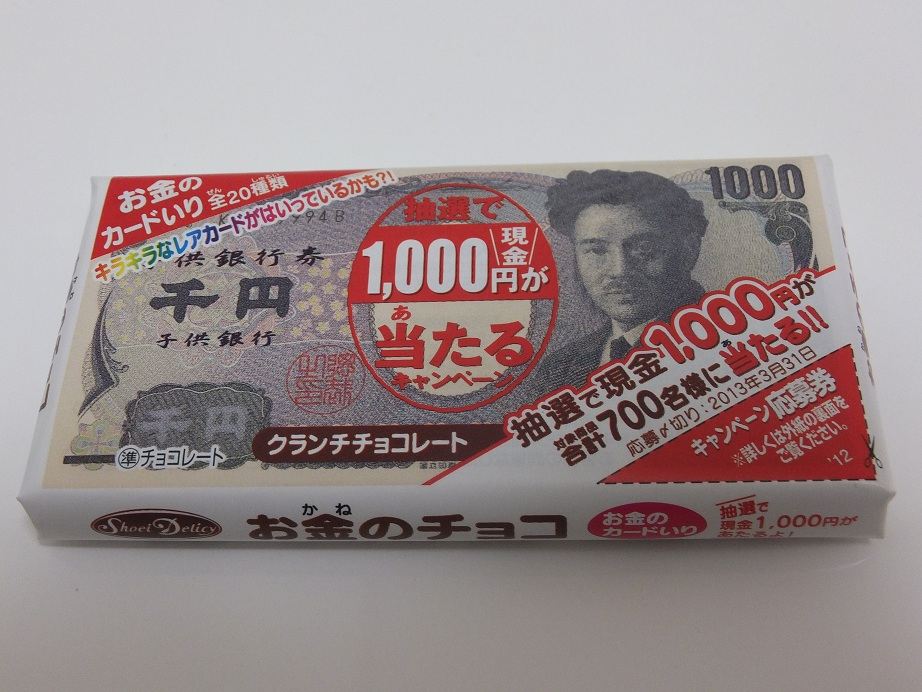 お金の
カードいり 全20種類
キラキラなレアカードがはいっているかも?!
1000
994B
供銀行券
千円
子供銀行
抽選で
1,000円が
現金
当たる
あ
キャンペーン
千円
準チョコレート
クランチチョコレート
抽選で現金1,000円が
合計700名様に当たる!!
応募〆切り:2013年3月31日
キャンペーン応募券
※詳しくは外紙の裏面を
ご覧ください。
'12
Shoei Delicy
お金のチョコ
かね
お金の
カードいり
抽選で
現金1,000円が
あたるよ!